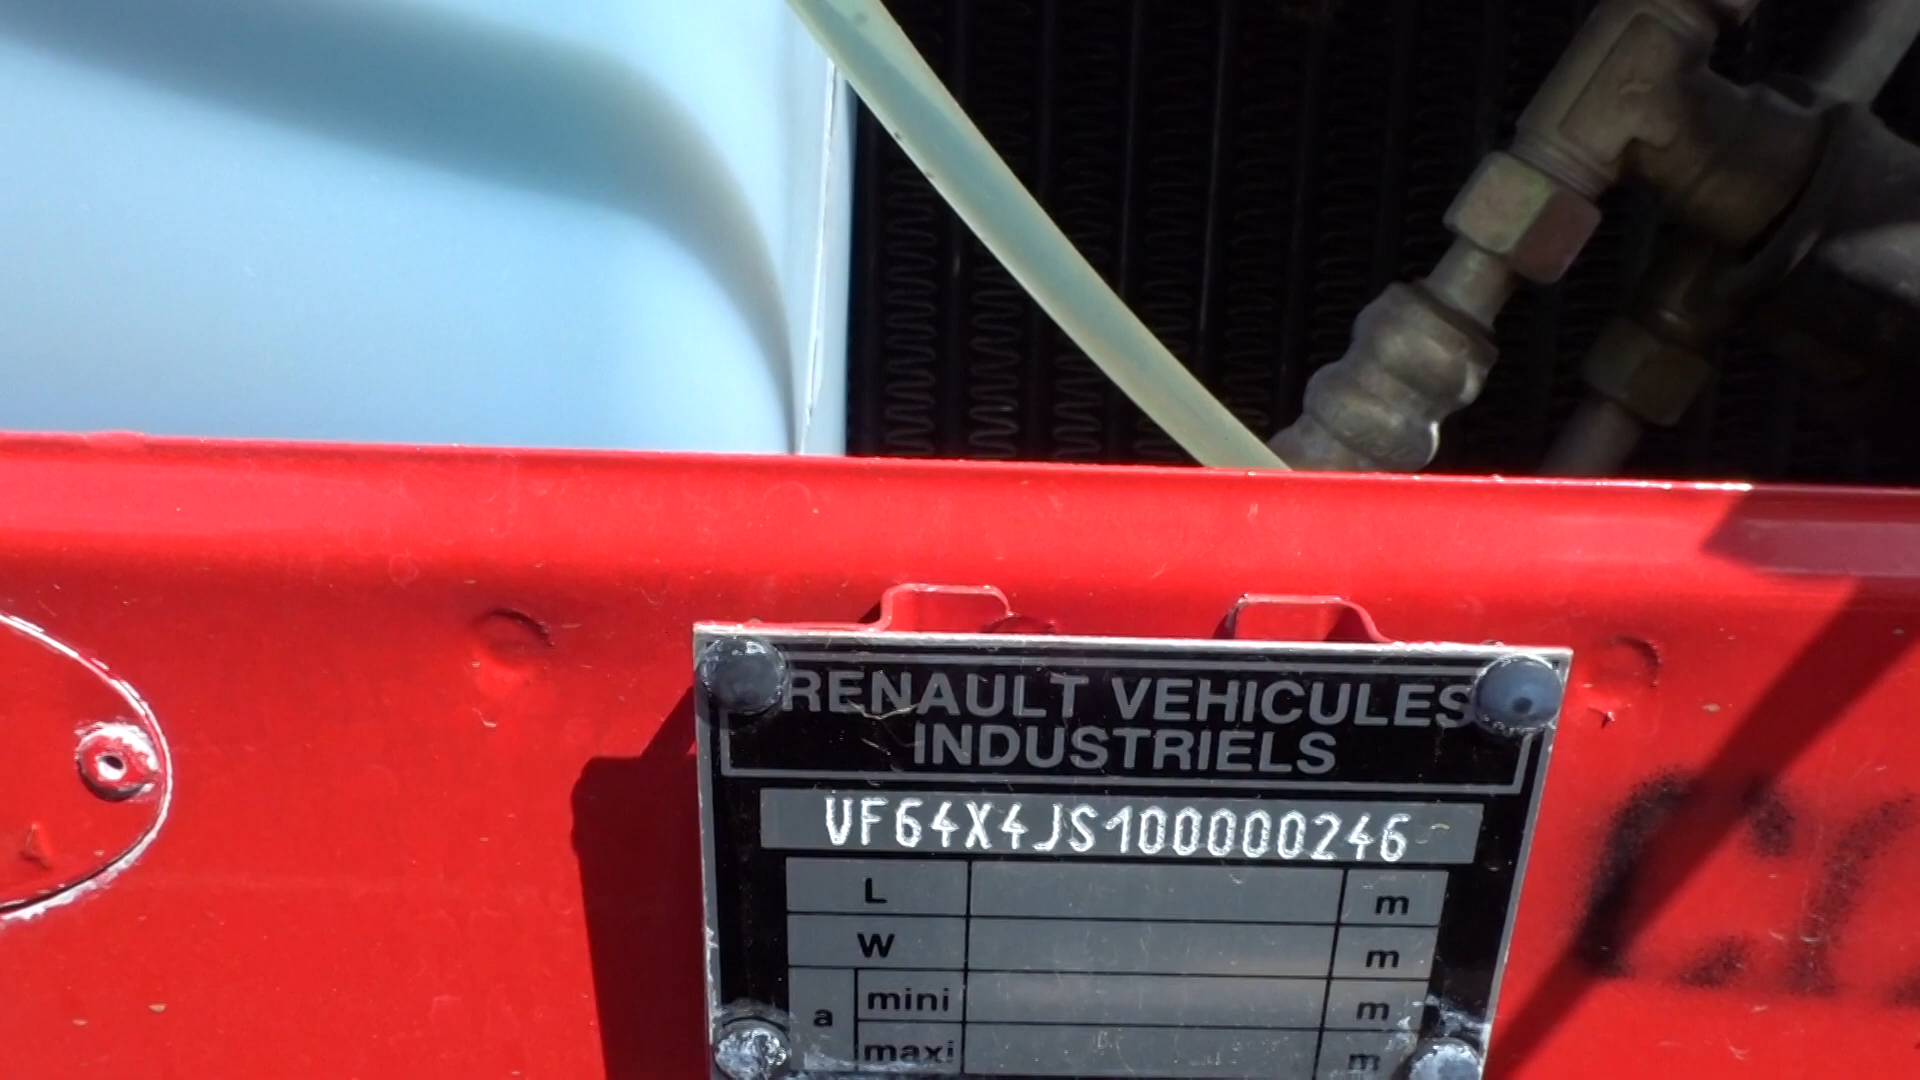 RENAULT VEHICULES
INDUSTRIELS
VF64X4JS100000246
L m
W m
a mini m
maxi m